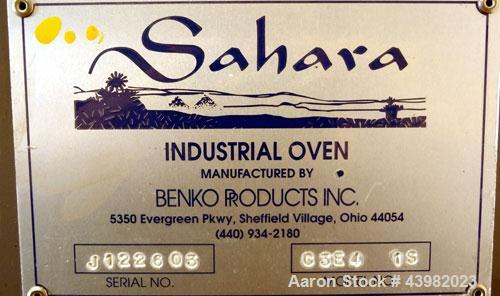 Sahara
INDUSTRIAL OVEN
MANUFACTURED BY
BENKO PRODUCTS INC.
5350 Evergreen Pkwy, Sheffield Village, Ohio 44054
(440) 934-2180
J122603 C3E4 1S
SERIAL NO.
Aaron Stock # 43982023